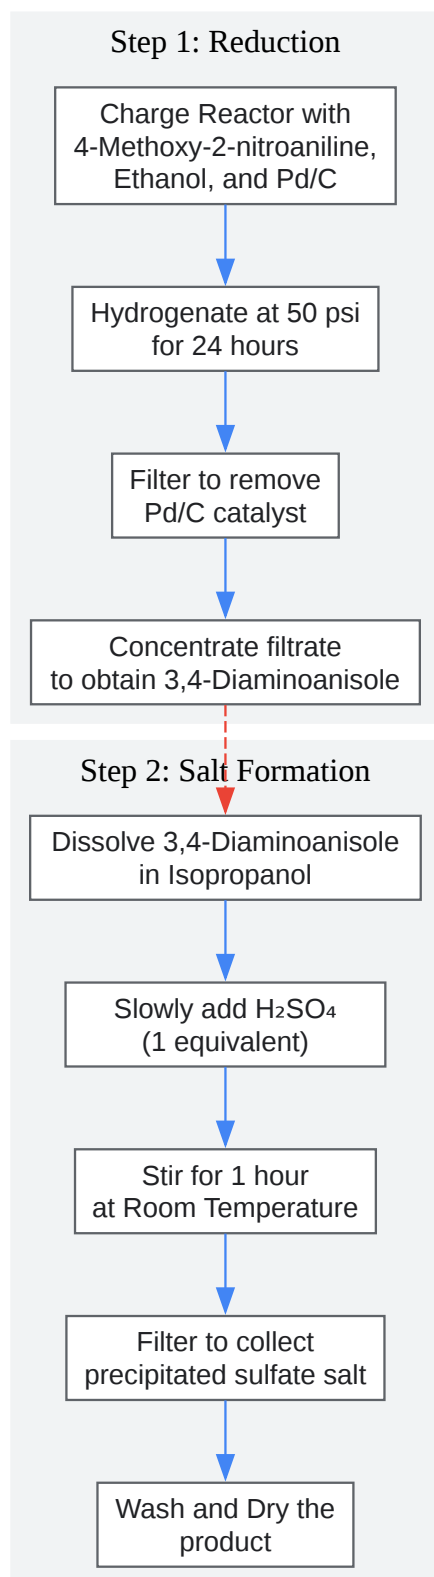 Step 1: Reduction
Charge Reactor with
4-Methoxy-2-nitroaniline,
Ethanol, and Pd/C
Hydrogenate at 50 psi
for 24 hours
Filter to remove
Pd/C catalyst
Concentrate filtrate
to obtain 3,4-Diaminoanisole
Step 2: Salt Formation
Dissolve 3,4-Diaminoanisole
in Isopropanol
Slowly add H₂SO₄
(1 equivalent)
Stir for 1 hour
at Room Temperature
Filter to collect
precipitated sulfate salt
Wash and Dry the
product